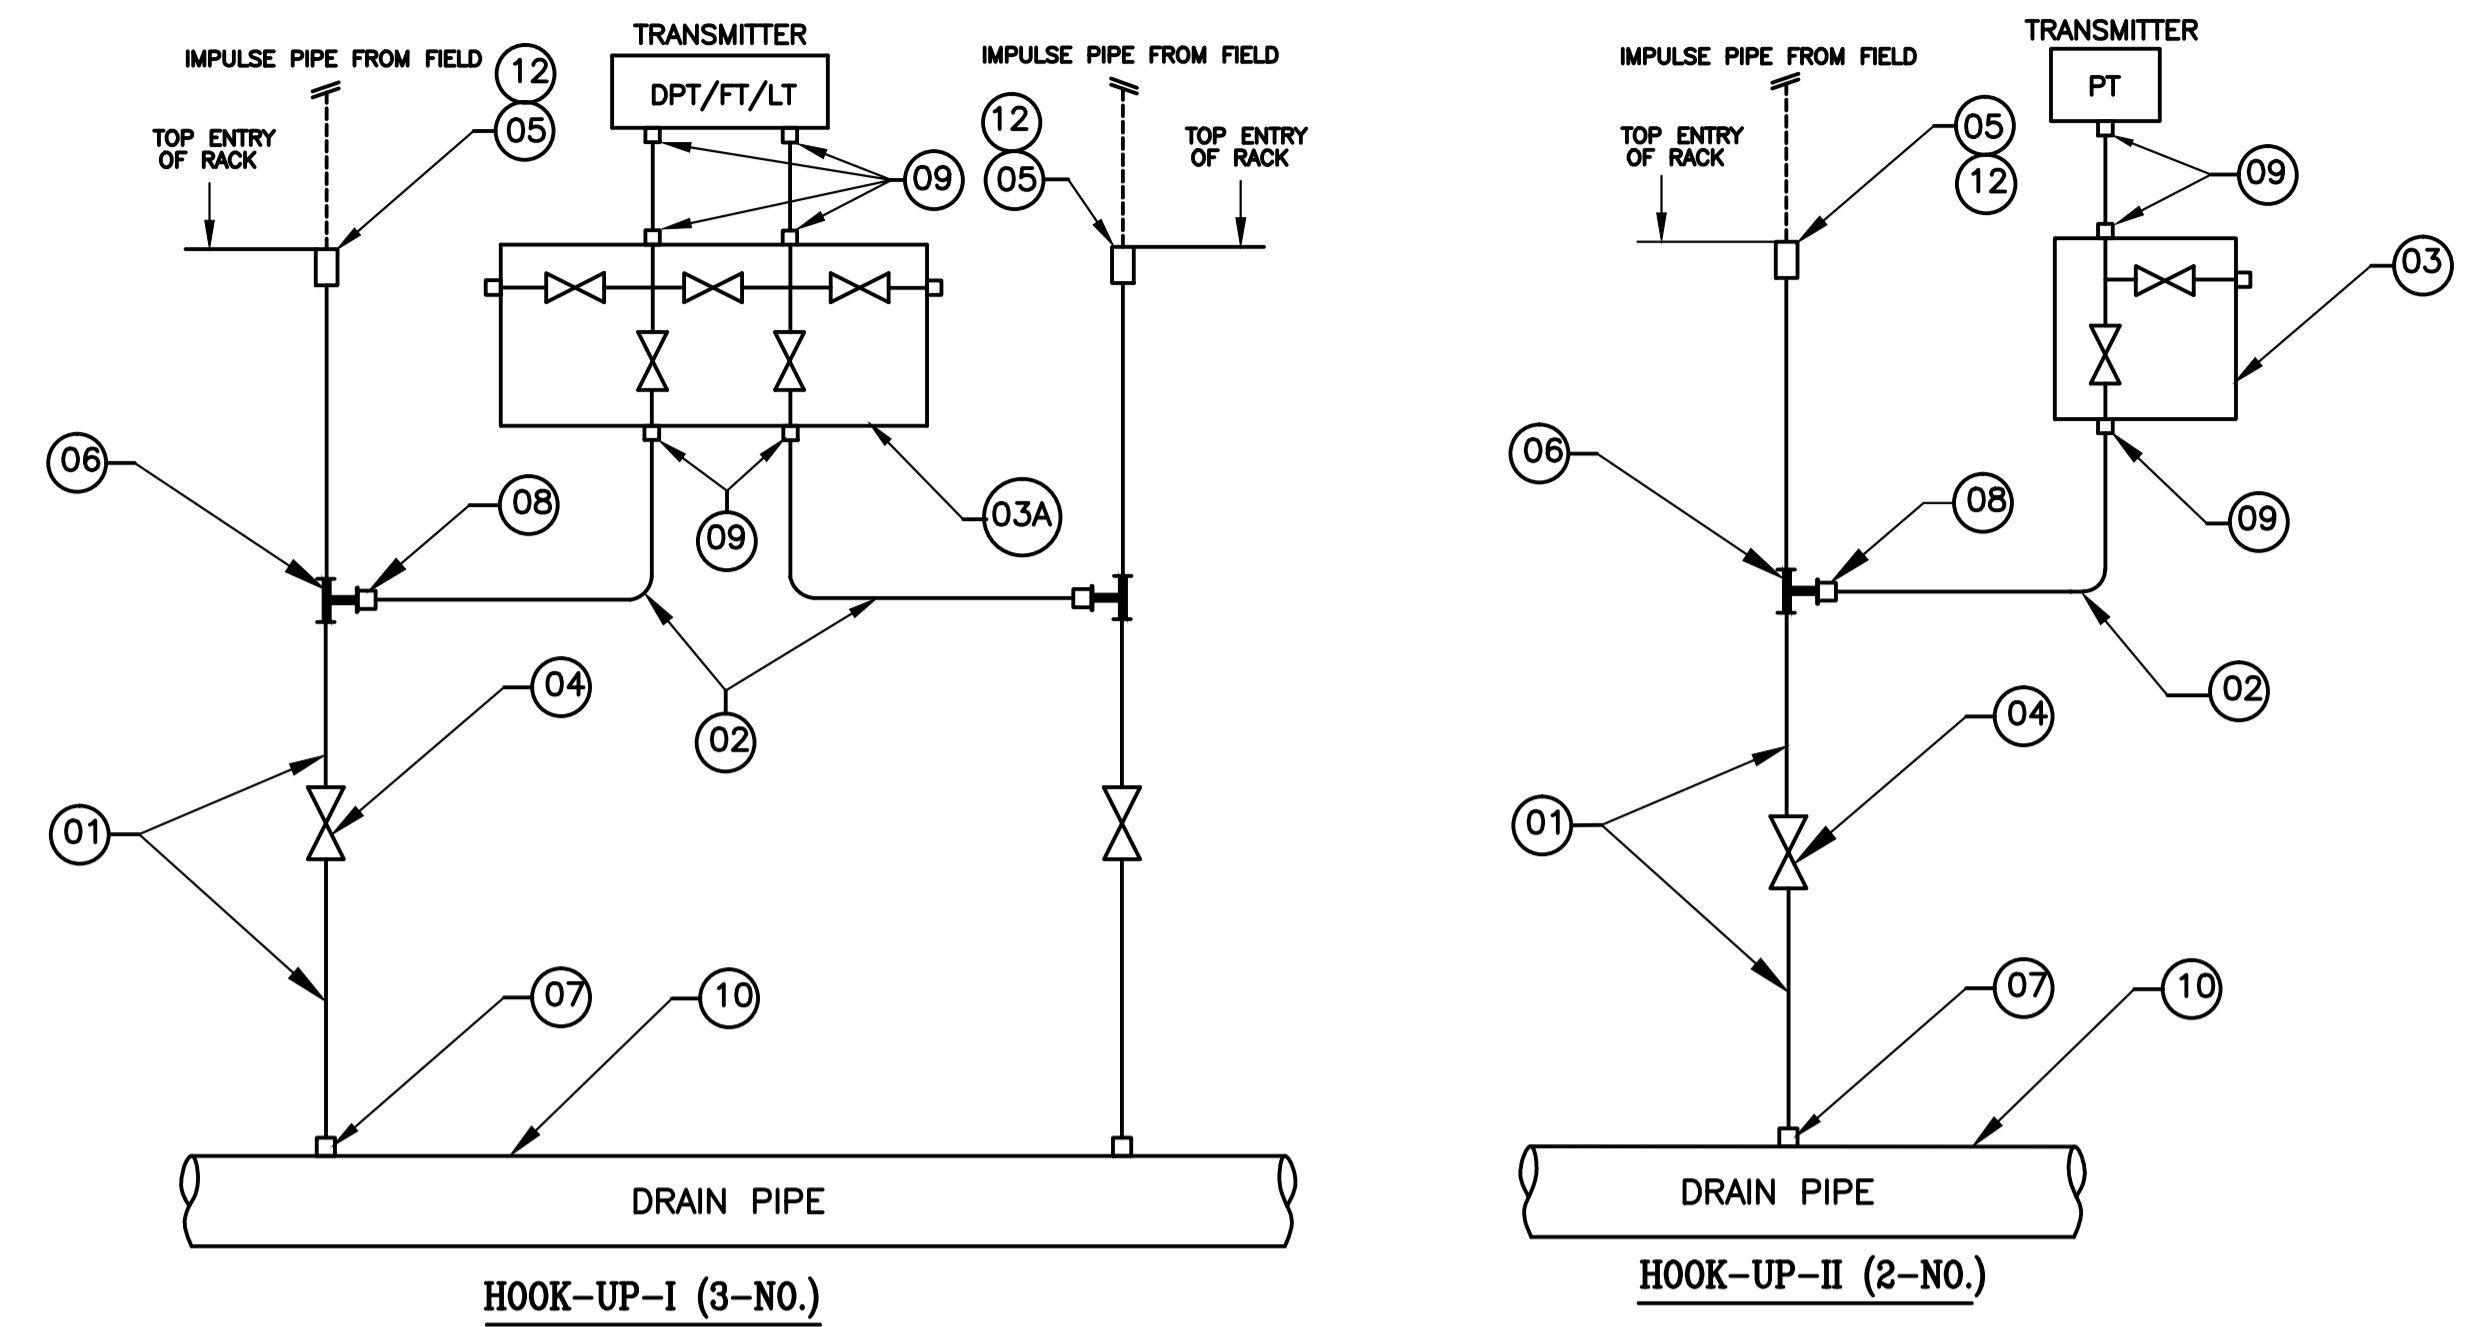 TRANSMITTER
IMPULSE PIPE FROM FIELD
12
DPT/FT/LT
05
TOP ENTRY
OF RACK
09
IMPULSE PIPE FROM FIELD
12
05
TOP ENTRY
OF RACK
06
08
09
03A
04
02
01
07
10
DRAIN PIPE
HOOK-UP-I (3-NO.)
TRANSMITTER
IMPULSE PIPE FROM FIELD
PT
05
TOP ENTRY
OF RACK
12
09
03
06
08
09
02
04
01
07
10
DRAIN PIPE
HOOK-UP-II (2-NO.)